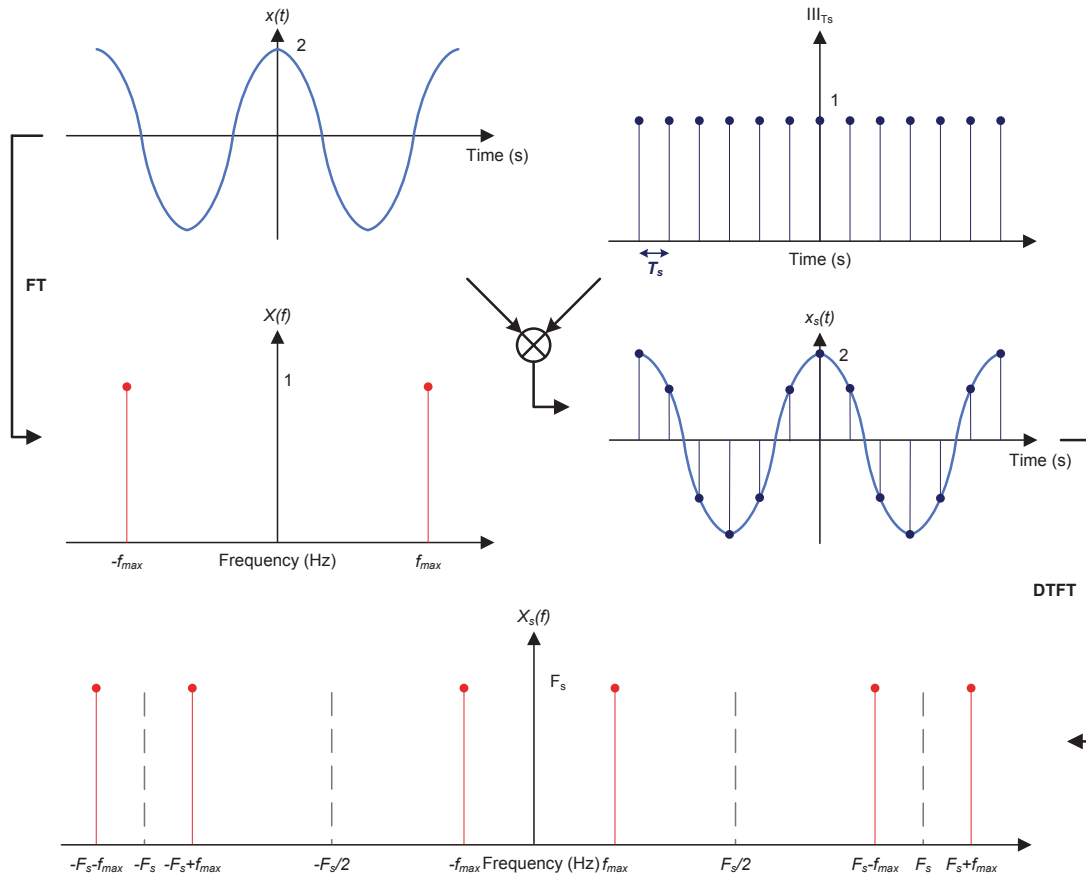 x(t)
2
Time (s)
III_Ts
1
Time (s)
T_s
FT
X(f)
1
-f_max
Frequency (Hz)
f_max
x_s(t)
2
Time (s)
DTFT
X_s(f)
F_s
-F_s-f_max
-F_s
-F_s+f_max
-F_s/2
-f_max
Frequency (Hz)
f_max
F_s/2
F_s-f_max
F_s
F_s+f_max